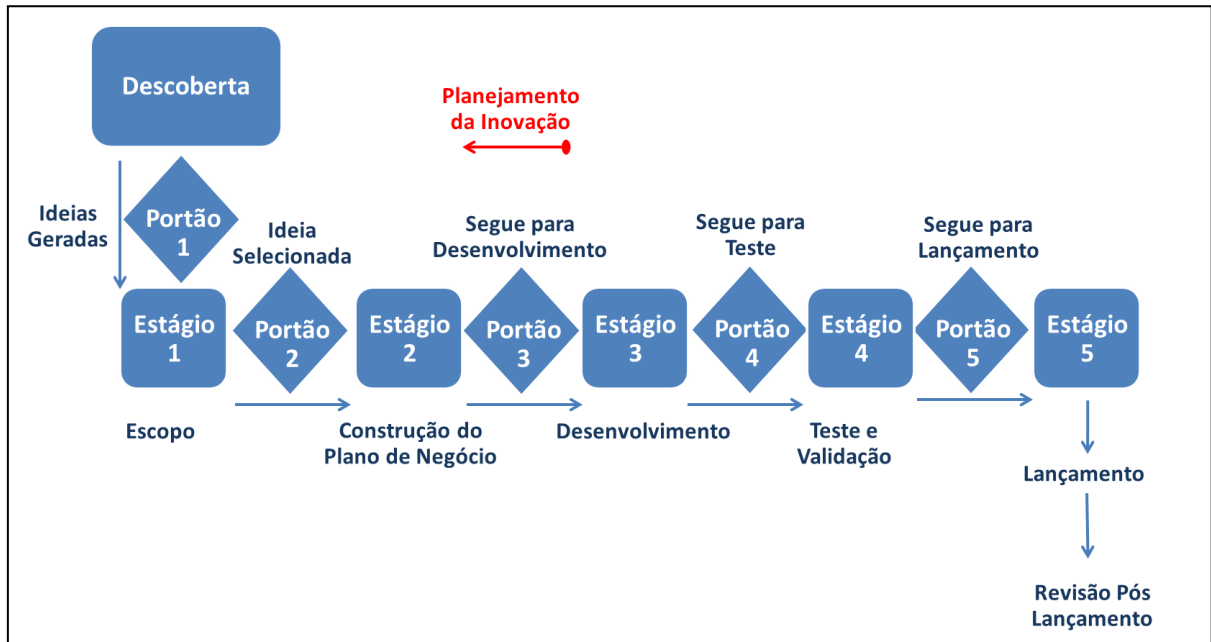 Descoberta
Planejamento
da Inovação
Ideias
Geradas
Portão
1
Ideia
Selecionada
Segue para
Desenvolvimento
Segue para
Teste
Segue para
Lançamento
Estágio
1
Portão
2
Estágio
2
Portão
3
Estágio
3
Portão
4
Estágio
4
Portão
5
Estágio
5
Escopo
Construção do
Plano de Negócio
Desenvolvimento
Teste e
Validação
Lançamento
Revisão Pós
Lançamento